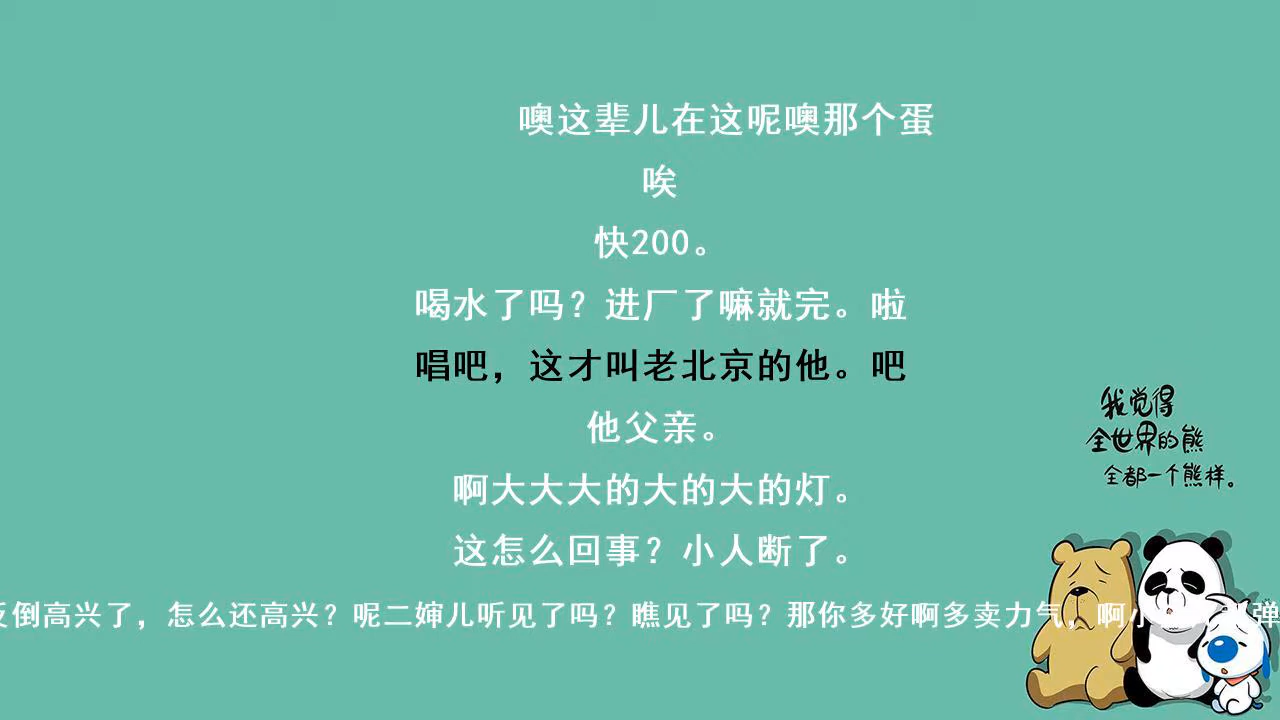 噢这辈儿在这呢噢那个蛋
唉
快200。
喝水了吗？进厂了嘛就完。啦
唱吧，这才叫老北京的他。吧
他父亲。
啊大大大的大的大的灯。
这怎么回事？小人断了。
反倒高兴了，怎么还高兴？呢二婶儿听见了吗？瞧见了吗？那你多好啊多卖力气，啊小
我觉得
全世界的熊
全都一个熊样。